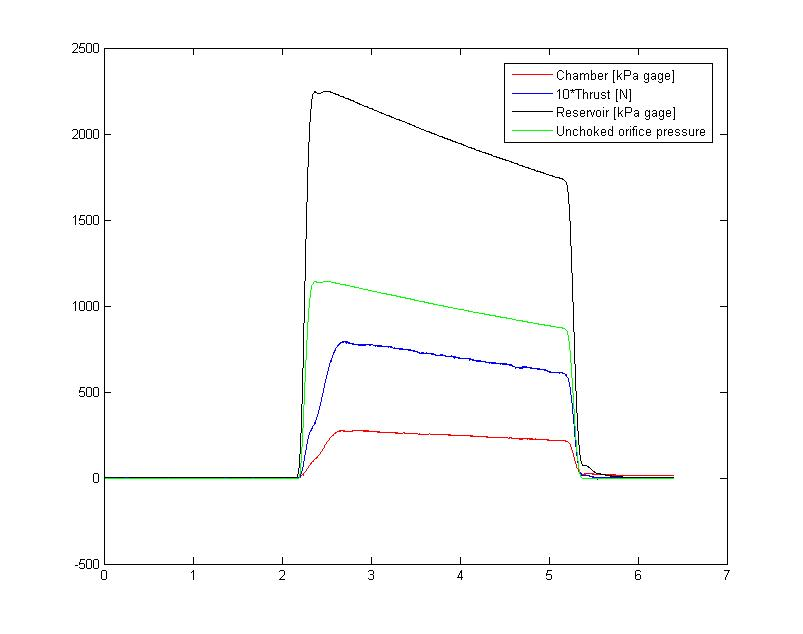 2500
Chamber [kPa gage]
10*Thrust [N]
Reservoir [kPa gage]
Unchoked orifice pressure
2000
1500
1000
500
0
-500
0 1 2 3 4 5 6 7